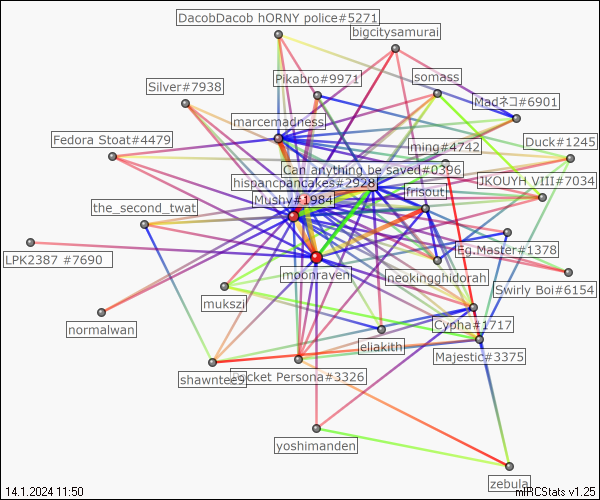 DacobDacob hORNY police#5271
bigcitysamurai
Pikabro#9971
somass
Silver#7938
Madネコ#6901
marcemadness
Fedora Stoat#4479
ming#4742
Duck#1245
Can anything be saved#0396
hispancpancakes#2928
JKOUYH VIII#7034
Mushy#1984
frisout
the_second_twat
LPK2387 #7690
Eg.Master#1378
moonraven
neokingghidorah
Swirly Boi#6154
mukszi
normalwan
Cypha#1717
eliakith
Majestic#3375
shawntee9
Pocket Persona#3326
yoshimanden
zebula
14.1.2024 11:50
mIRCStats v1.25